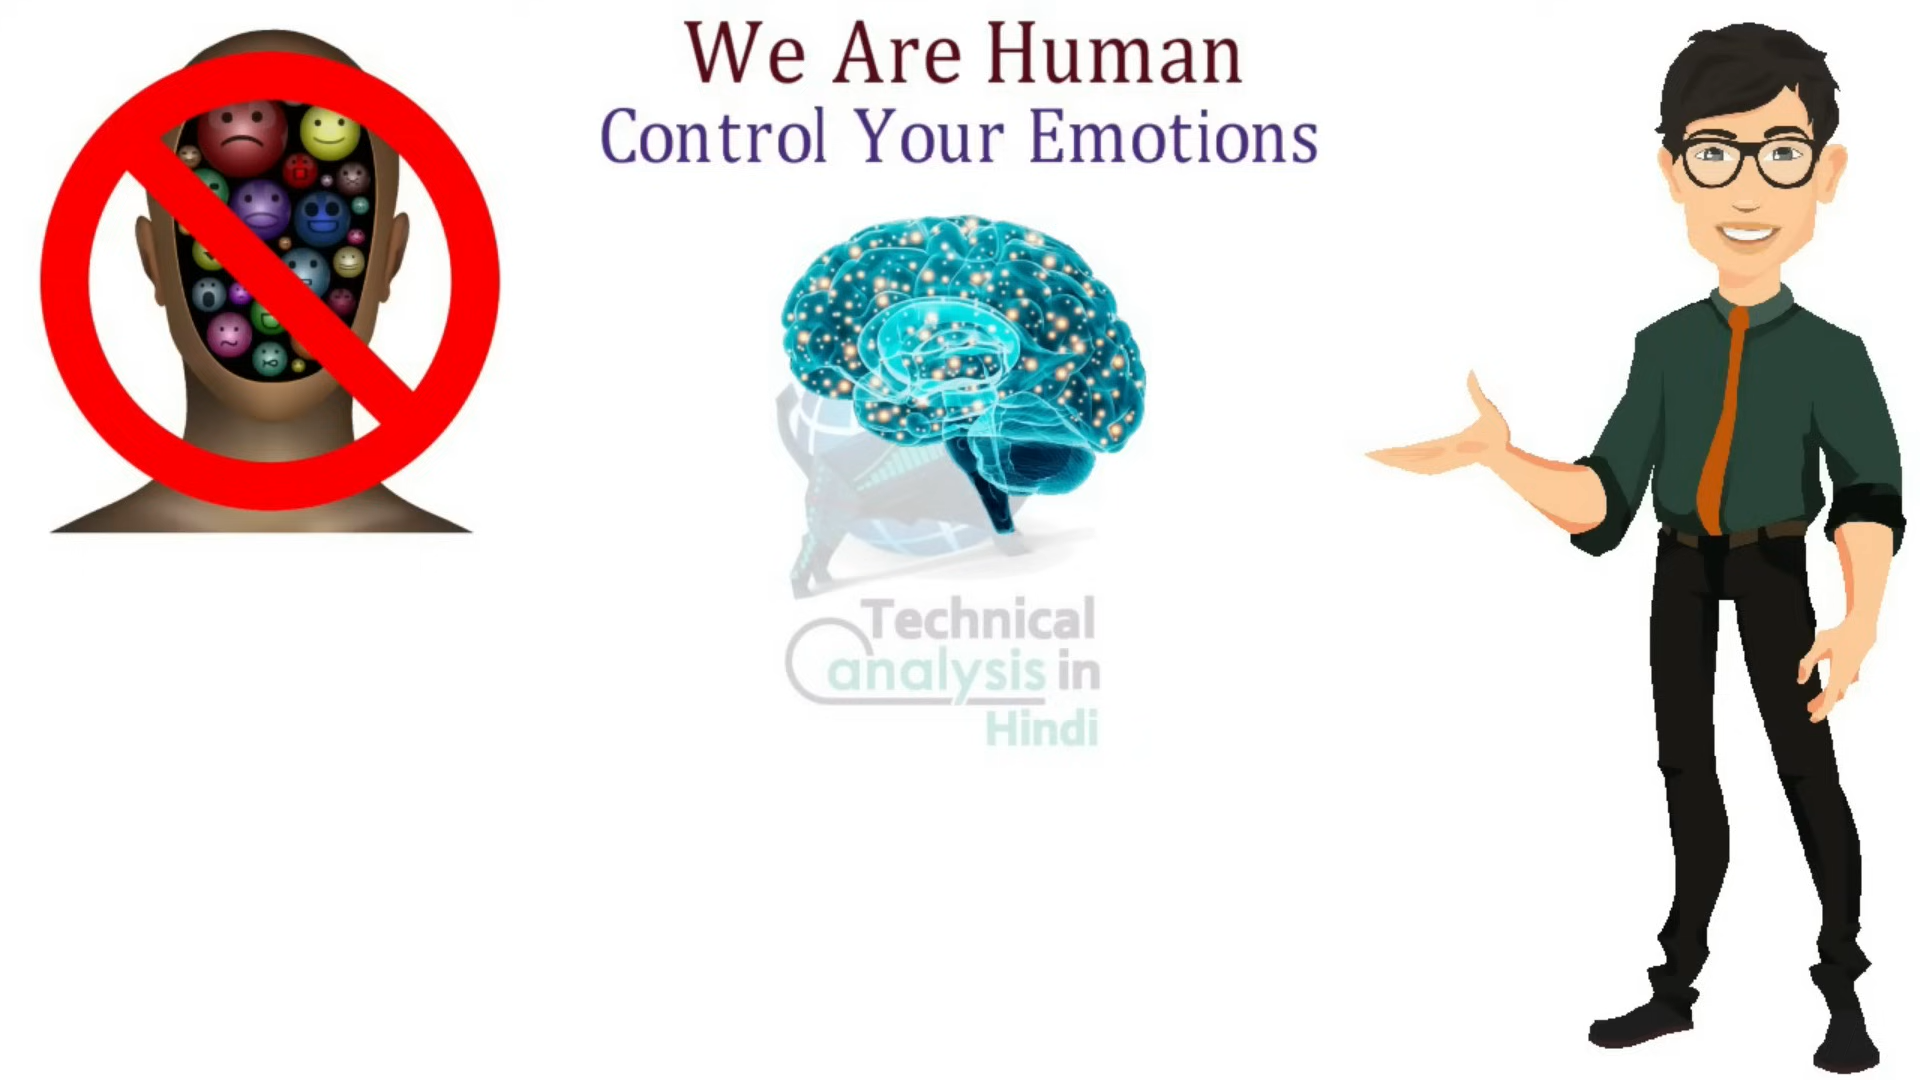 We Are Human
Control Your Emotions
Technical
analysis in
Hindi